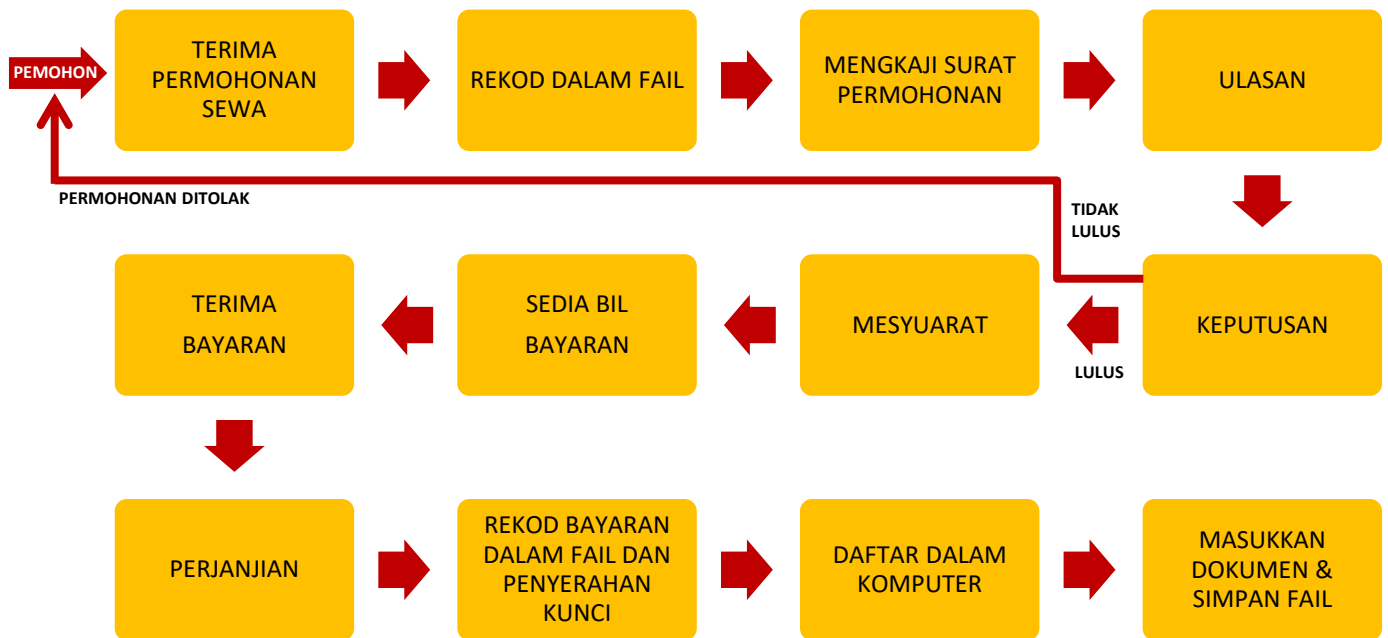 PEMOHON
TERIMA
PERMOHONAN
SEWA
REKOD DALAM FAIL
MENGKAJI SURAT
PERMOHONAN
ULASAN
PERMOHONAN DITOLAK
TIDAK
LULUS
KEPUTUSAN
LULUS
MESYUARAT
SEDIA BIL
BAYARAN
TERIMA
BAYARAN
PERJANJIAN
REKOD BAYARAN
DALAM FAIL DAN
PENYERAHAN
KUNCI
DAFTAR DALAM
KOMPUTER
MASUKKAN
DOKUMEN &
SIMPAN FAIL